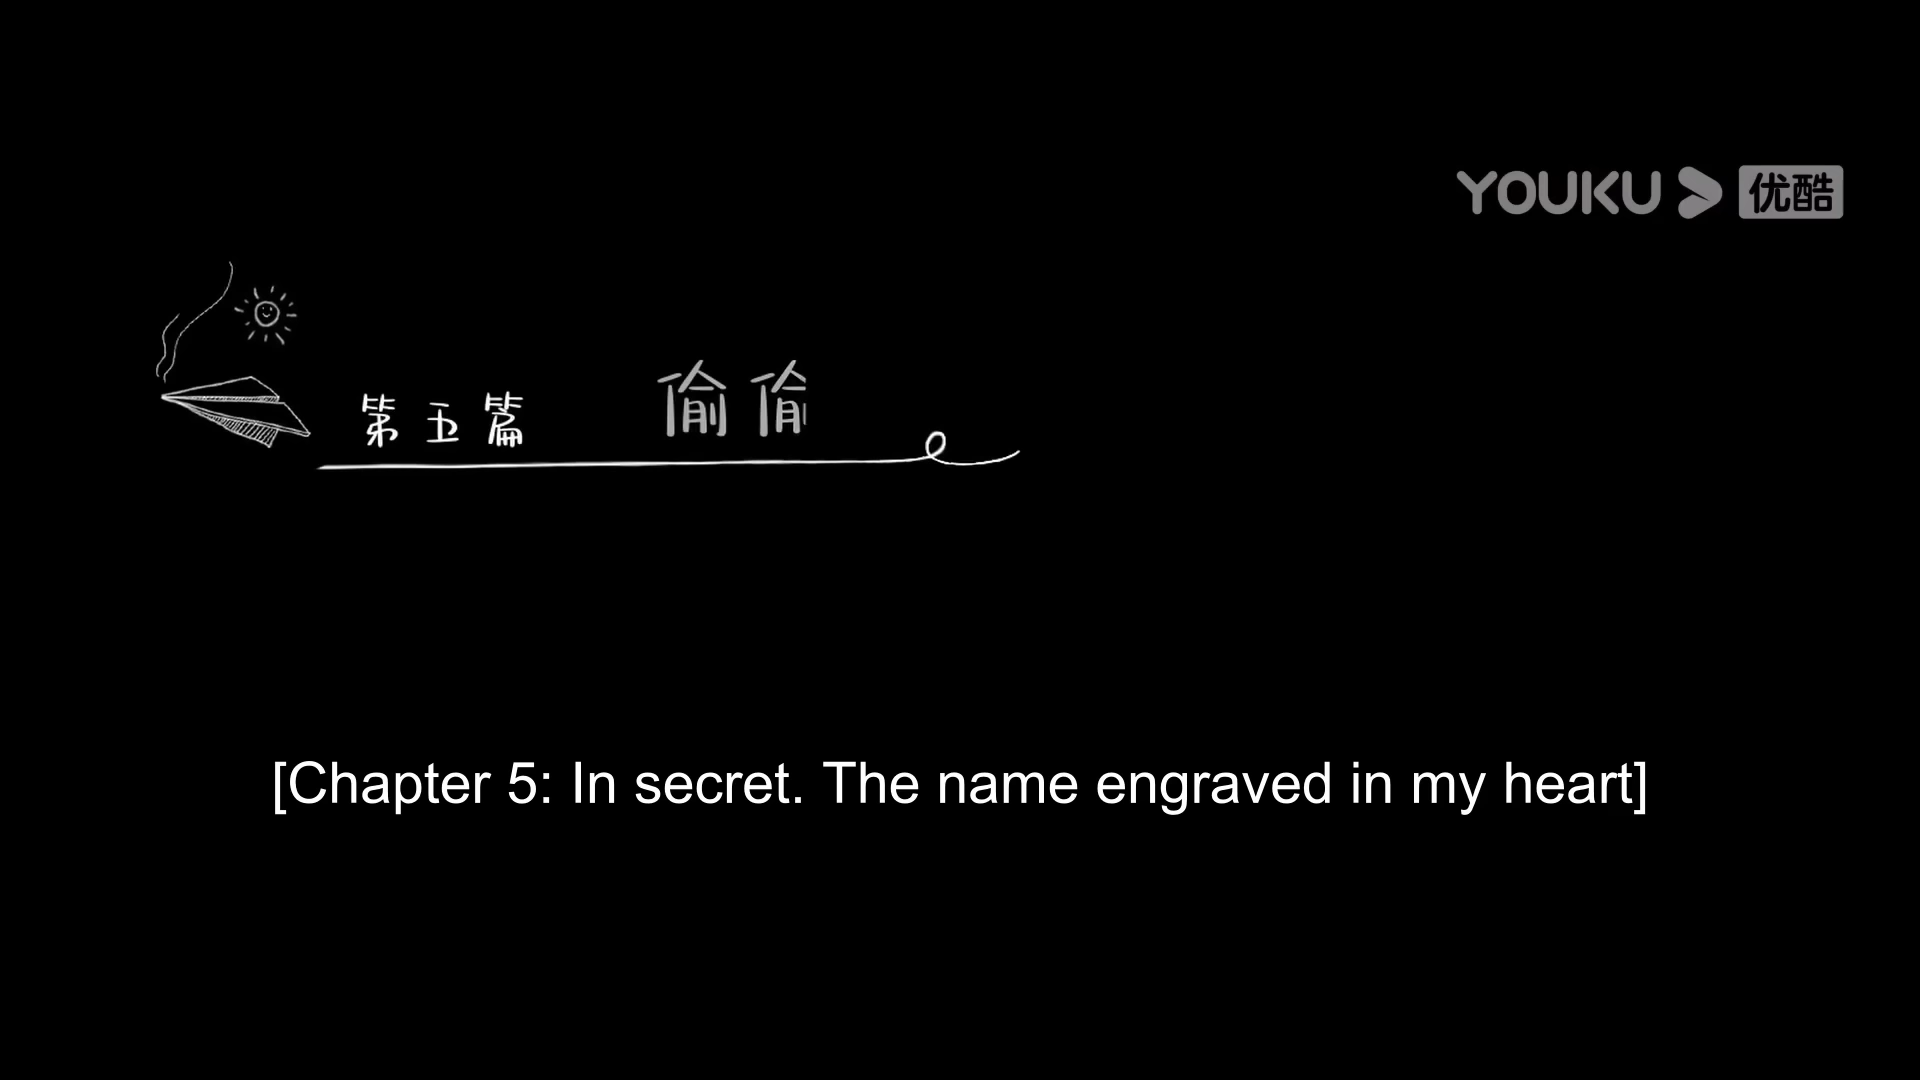 YOUKU 优酷
第五篇 偷偷
[Chapter 5: In secret. The name engraved in my heart]